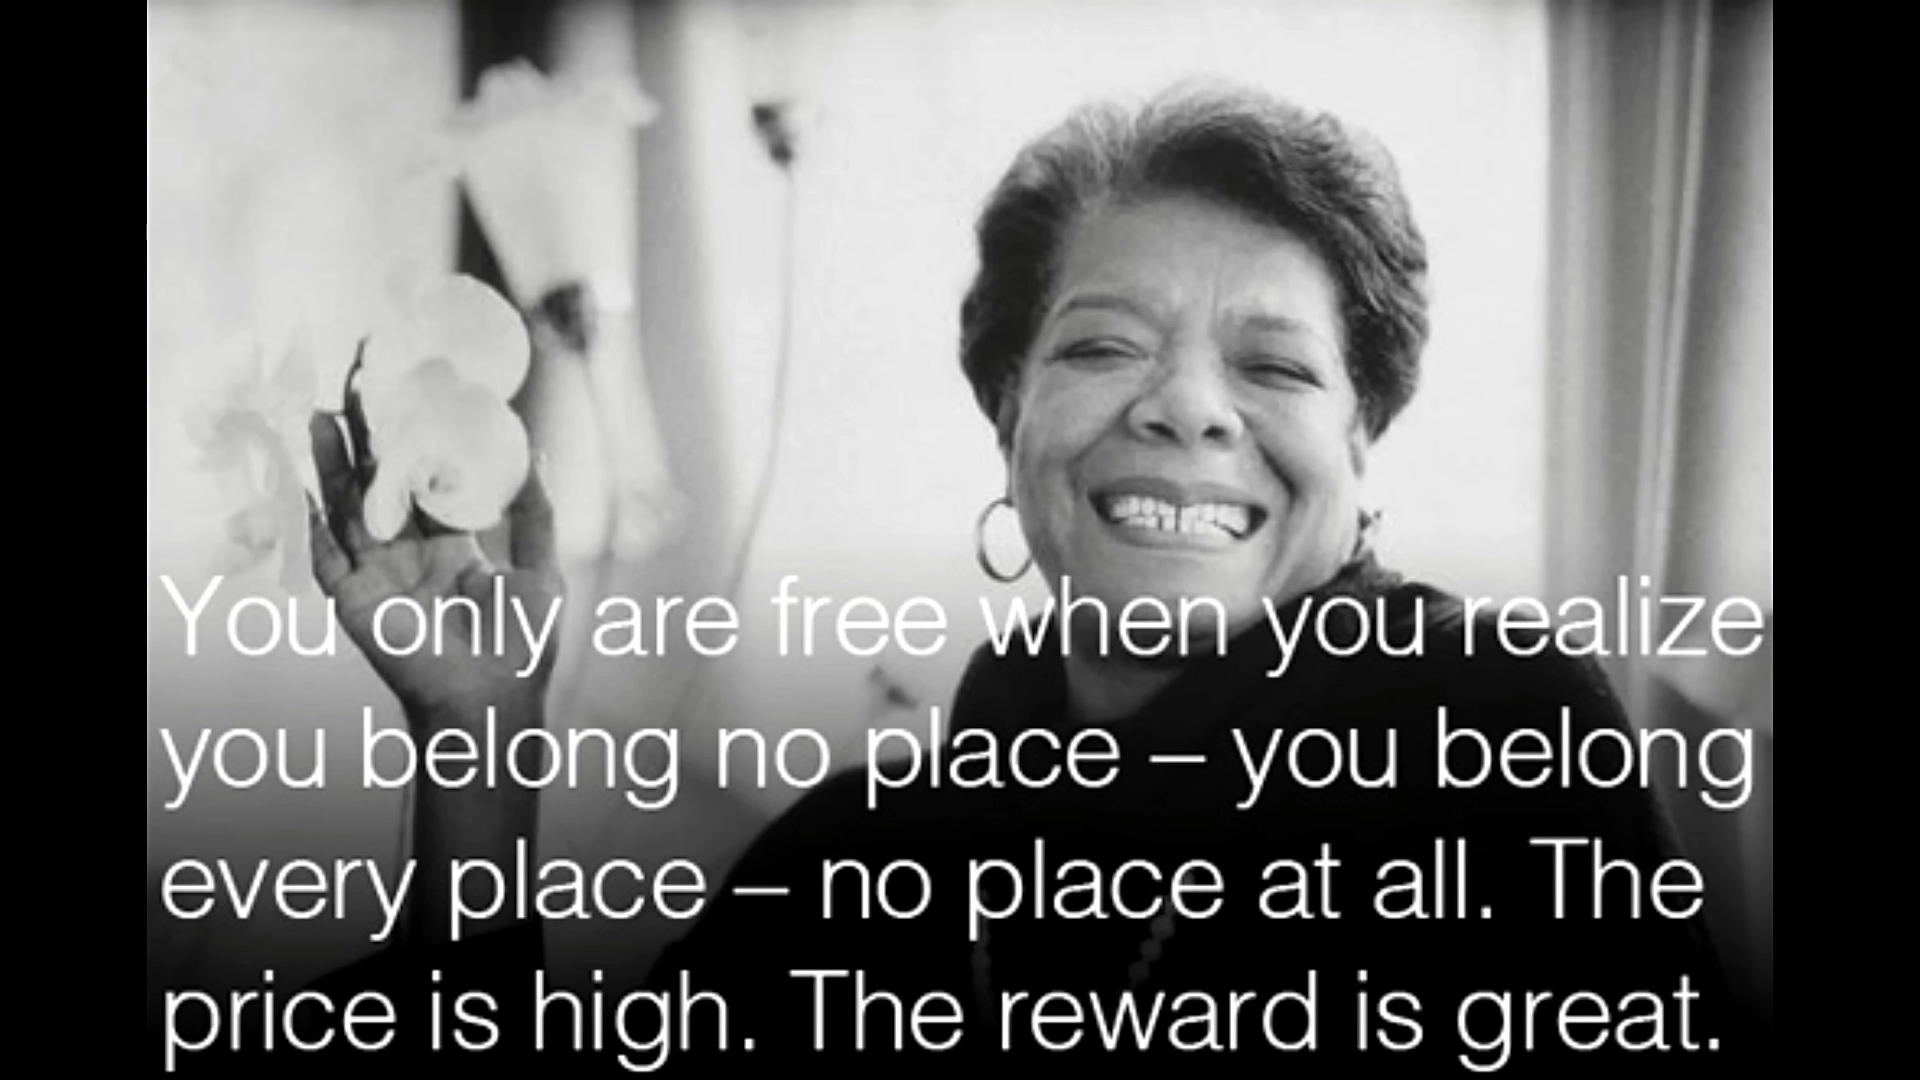 You only are free when you realize
you belong no place – you belong
every place – no place at all. The
price is high. The reward is great.